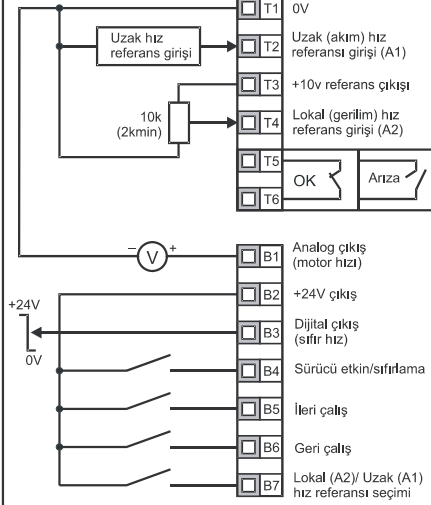 T1 0V
Uzak hız
referans girişi
T2 Uzak (akım) hız
referansı girişi (A1)
T3 +10v referans çıkışı
10k
(2kmin)
T4 Lokal (gerilim) hız
referans girişi (A2)
T5
OK
Arıza
T6
– V +
B1 Analog çıkış
(motor hızı)
B2 +24V çıkış
+24V
0V
B3 Dijital çıkış
(sıfır hız)
B4 Sürücü etkin/sıfırlama
B5 İleri çalış
B6 Geri çalış
B7 Lokal (A2)/ Uzak (A1)
hız referansı seçimi